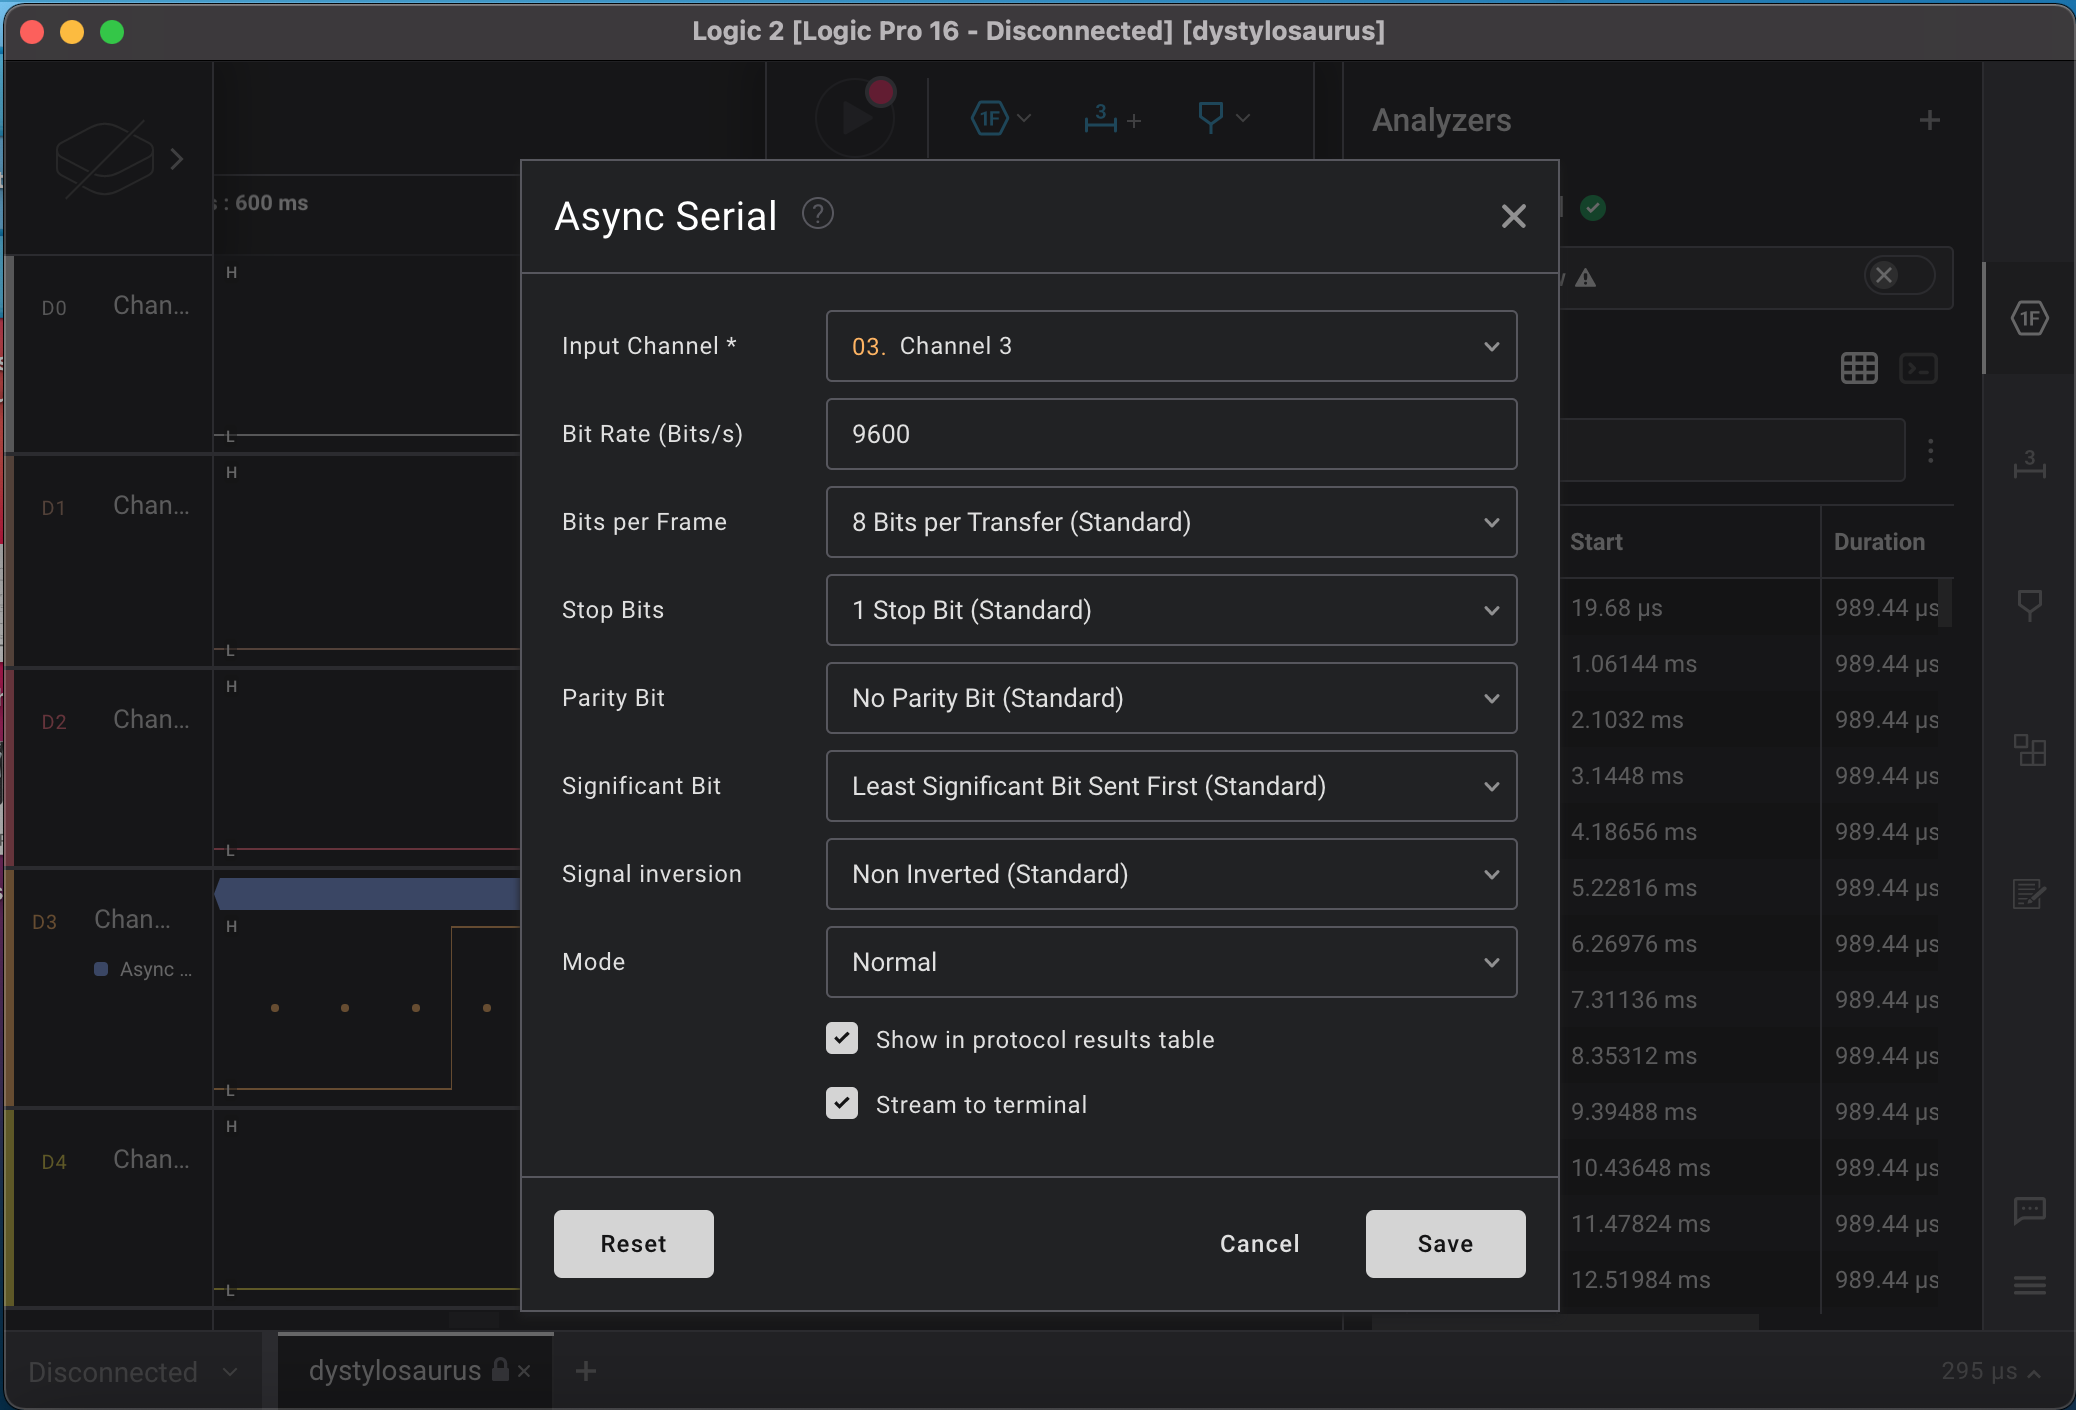 Logic 2 [Logic Pro 16 - Disconnected] [dystylosaurus]
1F
3
Analyzers
: 600 ms
Async Serial
?
D0 Chan...
H
L
D1 Chan...
H
L
D2 Chan...
H
L
D3 Chan...
Async ...
H
L
D4 Chan...
H
L
Input Channel *
03. Channel 3
Bit Rate (Bits/s)
9600
Bits per Frame
8 Bits per Transfer (Standard)
Stop Bits
1 Stop Bit (Standard)
Parity Bit
No Parity Bit (Standard)
Significant Bit
Least Significant Bit Sent First (Standard)
Signal inversion
Non Inverted (Standard)
Mode
Normal
Show in protocol results table
Stream to terminal
Reset
Cancel
Save
1F
3
Start Duration
19.68 µs 989.44 µs
1.06144 ms 989.44 µs
2.1032 ms 989.44 µs
3.1448 ms 989.44 µs
4.18656 ms 989.44 µs
5.22816 ms 989.44 µs
6.26976 ms 989.44 µs
7.31136 ms 989.44 µs
8.35312 ms 989.44 µs
9.39488 ms 989.44 µs
10.43648 ms 989.44 µs
11.47824 ms 989.44 µs
12.51984 ms 989.44 µs
Disconnected
dystylosaurus
295 µs